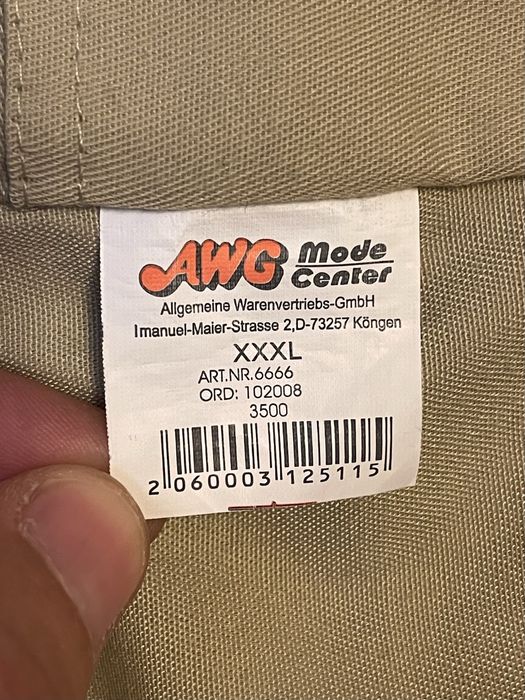 AWG Mode
Center
Allgemeine Warenvertriebs-GmbH
Imanuel-Maier-Strasse 2,D-73257 Köngen
XXXL
ART.NR.6666
ORD: 102008
3500
2 060003 125115